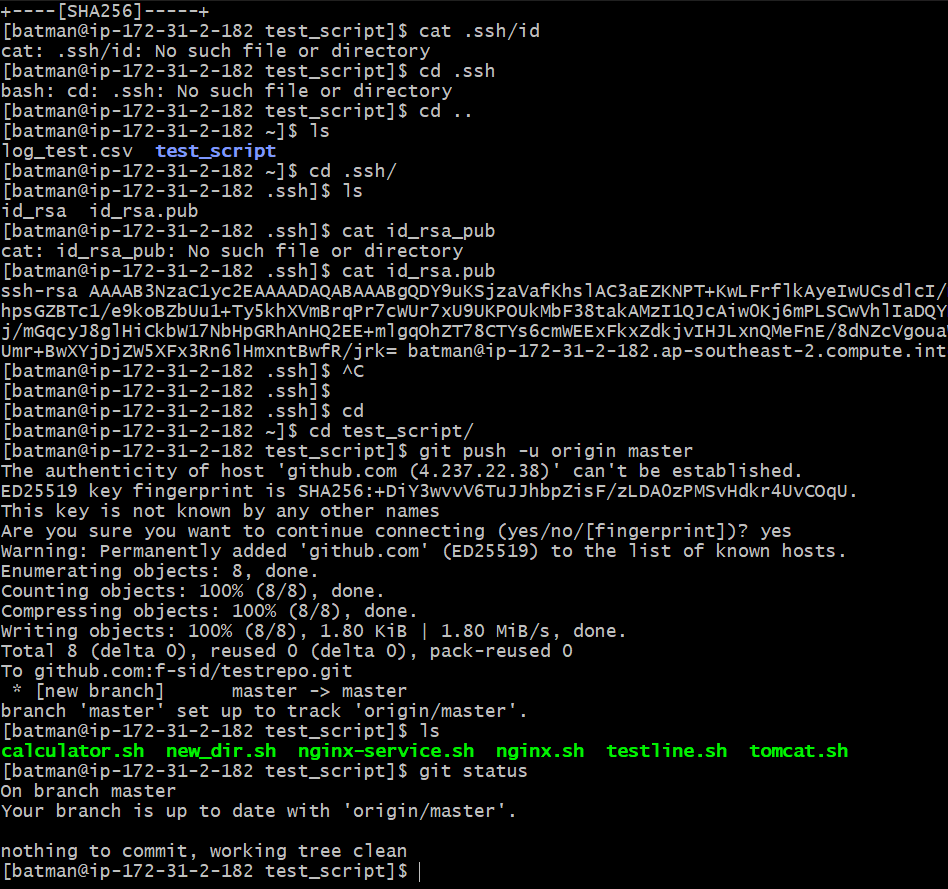 +----[SHA256]-----+
[batman@ip-172-31-2-182 test_script]$ cat .ssh/id
cat: .ssh/id: No such file or directory
[batman@ip-172-31-2-182 test_script]$ cd .ssh
bash: cd: .ssh: No such file or directory
[batman@ip-172-31-2-182 test_script]$ cd ..
[batman@ip-172-31-2-182 ~]$ ls
log_test.csv  test_script
[batman@ip-172-31-2-182 ~]$ cd .ssh/
[batman@ip-172-31-2-182 .ssh]$ ls
id_rsa  id_rsa.pub
[batman@ip-172-31-2-182 .ssh]$ cat id_rsa_pub
cat: id_rsa_pub: No such file or directory
[batman@ip-172-31-2-182 .ssh]$ cat id_rsa.pub
ssh-rsa AAAAB3NzaC1yc2EAAAADAQABAAABgQDY9uKSjzaVafKhslAC3aEZKNPT+KwLFrflkAyeIwUCsdlcI/
hpsGZBTc1/e9koBZbUu1+Ty5khXVmBrqPr7cWUr7xU9UKPOUkMbF38takAMzI1QJcAiwOKj6mPLSCwVhlIaDQY
j/mGqcyJ8glHiCkbW17NbHpGRhAnHQ2EE+mlgqOhZT78CTYs6cmWEExFkxZdkjvIHJLxnQMeFnE/8dNZcVgoua
Umr+BwXYjDjZW5XFx3Rn6lHmxntBwfR/jrk= batman@ip-172-31-2-182.ap-southeast-2.compute.int
[batman@ip-172-31-2-182 .ssh]$ ^C
[batman@ip-172-31-2-182 .ssh]$
[batman@ip-172-31-2-182 .ssh]$ cd
[batman@ip-172-31-2-182 ~]$ cd test_script/
[batman@ip-172-31-2-182 test_script]$ git push -u origin master
The authenticity of host 'github.com (4.237.22.38)' can't be established.
ED25519 key fingerprint is SHA256:+DiY3wvvV6TuJJhbpZisF/zLDA0zPMSvHdkr4UvCOqU.
This key is not known by any other names
Are you sure you want to continue connecting (yes/no/[fingerprint])? yes
Warning: Permanently added 'github.com' (ED25519) to the list of known hosts.
Enumerating objects: 8, done.
Counting objects: 100% (8/8), done.
Compressing objects: 100% (8/8), done.
Writing objects: 100% (8/8), 1.80 KiB | 1.80 MiB/s, done.
Total 8 (delta 0), reused 0 (delta 0), pack-reused 0
To github.com:f-sid/testrepo.git
 * [new branch]      master -> master
branch 'master' set up to track 'origin/master'.
[batman@ip-172-31-2-182 test_script]$ ls
calculator.sh  new_dir.sh  nginx-service.sh  nginx.sh  testline.sh  tomcat.sh
[batman@ip-172-31-2-182 test_script]$ git status
On branch master
Your branch is up to date with 'origin/master'.

nothing to commit, working tree clean
[batman@ip-172-31-2-182 test_script]$